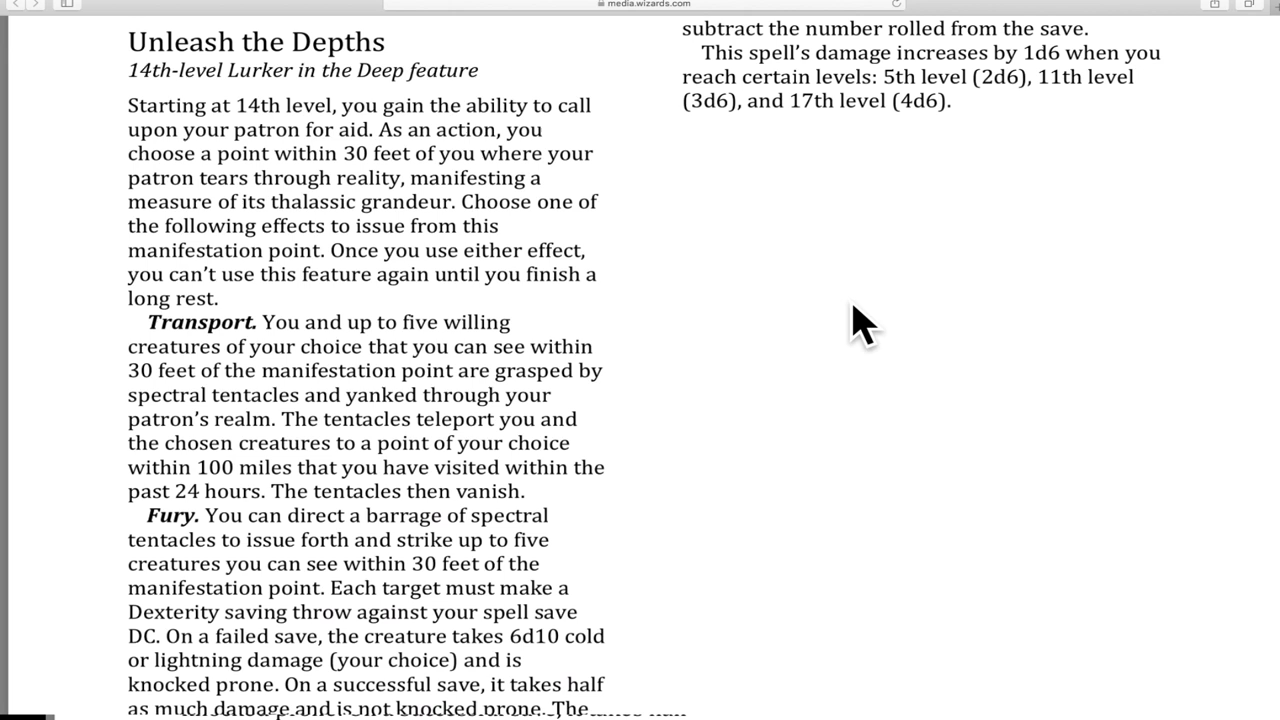 media.wizards.com
Unleash the Depths
14th-level Lurker in the Deep feature
Starting at 14th level, you gain the ability to call
upon your patron for aid. As an action, you
choose a point within 30 feet of you where your
patron tears through reality, manifesting a
measure of its thalassic grandeur. Choose one of
the following effects to issue from this
manifestation point. Once you use either effect,
you can’t use this feature again until you finish a
long rest.
Transport. You and up to five willing
creatures of your choice that you can see within
30 feet of the manifestation point are grasped by
spectral tentacles and yanked through your
patron’s realm. The tentacles teleport you and
the chosen creatures to a point of your choice
within 100 miles that you have visited within the
past 24 hours. The tentacles then vanish.
Fury. You can direct a barrage of spectral
tentacles to issue forth and strike up to five
creatures you can see within 30 feet of the
manifestation point. Each target must make a
Dexterity saving throw against your spell save
DC. On a failed save, the creature takes 6d10 cold
or lightning damage (your choice) and is
knocked prone. On a successful save, it takes half
as much damage and is not knocked prone. The
subtract the number rolled from the save.
This spell’s damage increases by 1d6 when you
reach certain levels: 5th level (2d6), 11th level
(3d6), and 17th level (4d6).